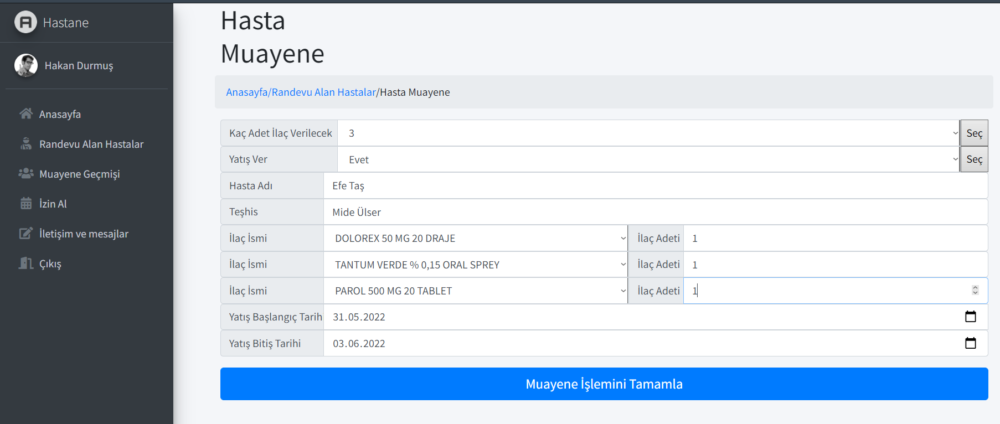 Hastane
Hakan Durmuş
Anasayfa
Randevu Alan Hastalar
Muayene Geçmişi
İzin Al
İletişim ve mesajlar
Çıkış
Hasta
Muayene
Anasayfa/Randevu Alan Hastalar/Hasta Muayene
Kaç Adet İlaç Verilecek 3 Seç
Yatış Ver Evet Seç
Hasta Adı Efe Taş
Teşhis Mide Ülser
İlaç İsmi DOLOREX 50 MG 20 DRAJE İlaç Adeti 1
İlaç İsmi TANTUM VERDE % 0,15 ORAL SPREY İlaç Adeti 1
İlaç İsmi PAROL 500 MG 20 TABLET İlaç Adeti 1
Yatış Başlangıç Tarih 31.05.2022
Yatış Bitiş Tarihi 03.06.2022
Muayene İşlemini Tamamla